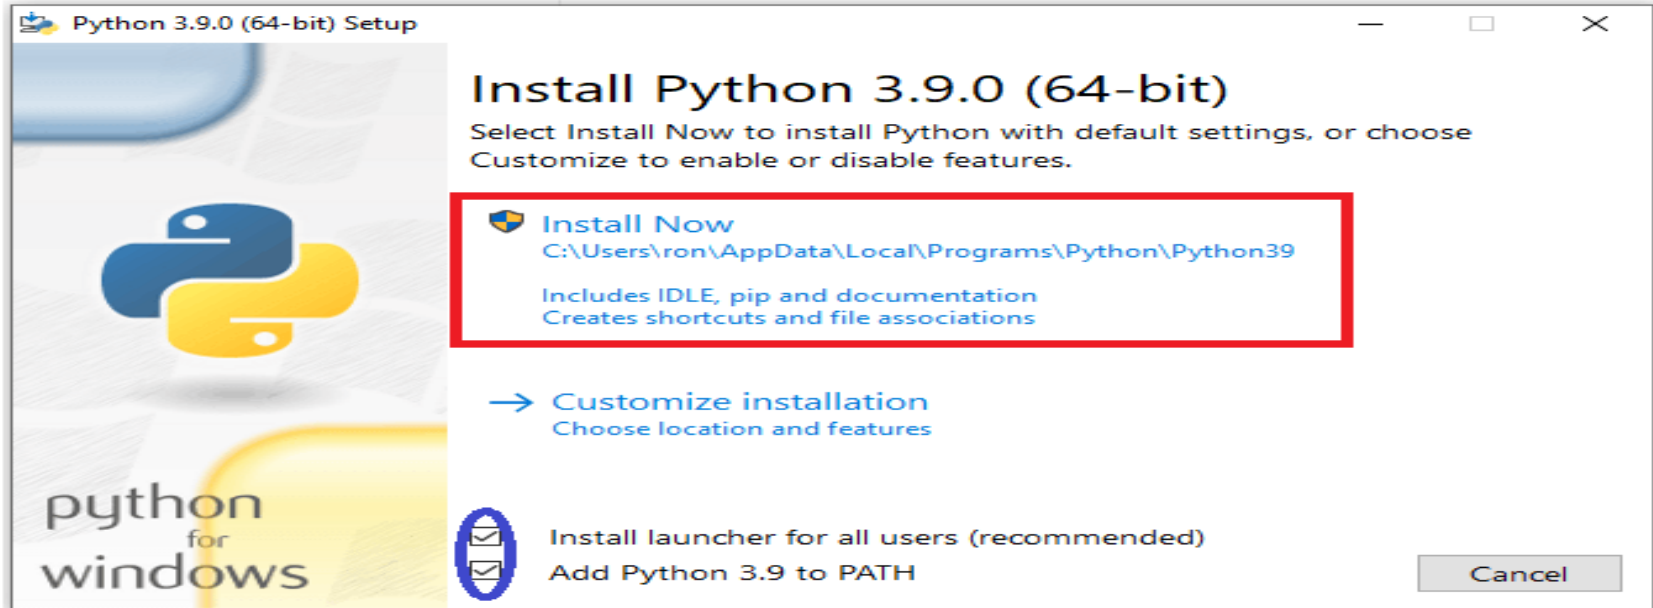 Python 3.9.0 (64-bit) Setup
Install Python 3.9.0 (64-bit)
Select Install Now to install Python with default settings, or choose
Customize to enable or disable features.
Install Now
C:\Users\ron\AppData\Local\Programs\Python\Python39
Includes IDLE, pip and documentation
Creates shortcuts and file associations
Customize installation
Choose location and features
python
for
windows
Install launcher for all users (recommended)
Add Python 3.9 to PATH
Cancel